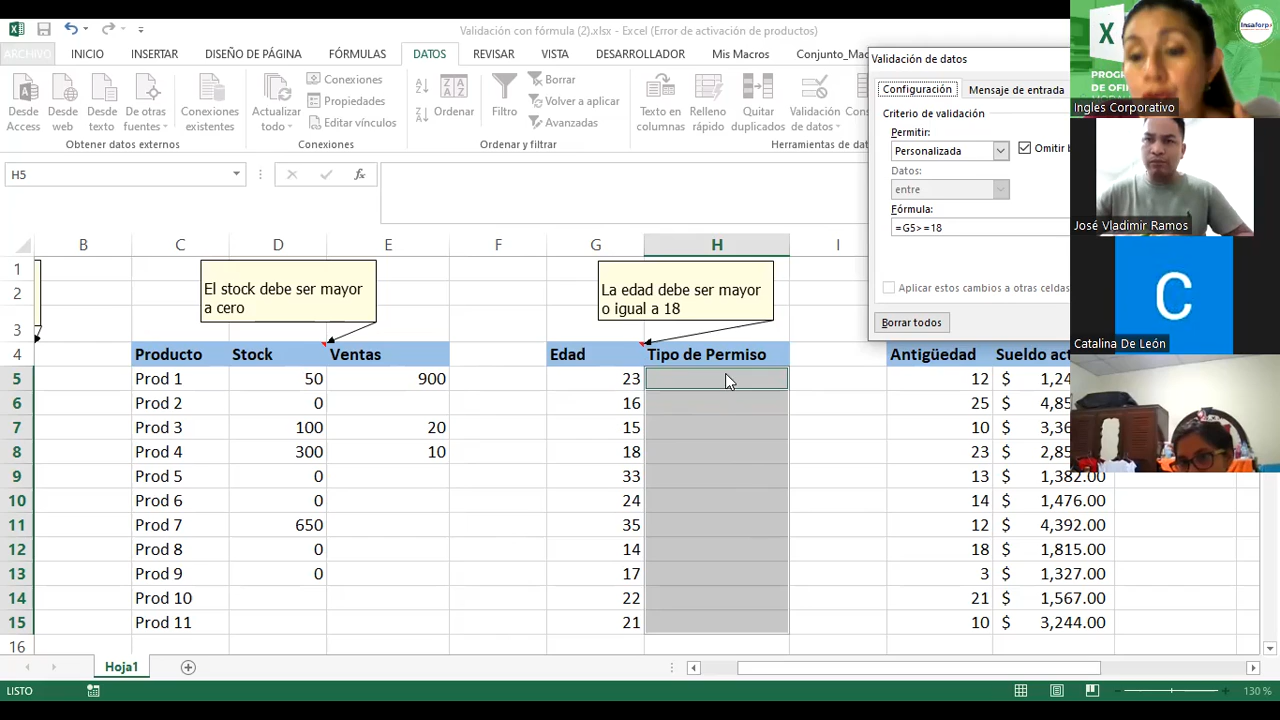 Validación con fórmula (2).xlsx - Excel (Error de activación de productos)
ARCHIVO INICIO INSERTAR DISEÑO DE PÁGINA FÓRMULAS DATOS REVISAR VISTA DESARROLLADOR Mis Macros Conjunto_Mac
Desde Access
Desde web
Desde texto
De otras fuentes
Obtener datos externos
Conexiones existentes
Actualizar todo
Conexiones
Propiedades
Editar vínculos
Conexiones
Ordenar
Filtro
Borrar
Volver a aplicar
Avanzadas
Ordenar y filtrar
Texto en columnas
Relleno rápido
Quitar duplicados
Validación de datos
Cons
Herramientas de
Validación de datos
Configuración Mensaje de entrada
Criterio de validación
Permitir:
Personalizada Omitir b
Datos:
entre
Fórmula:
=G5>=18
Aplicar estos cambios a otras celdas
Borrar todos
PROG
DE OFI
Insaforp
Ingles Corporativo
José Vladimir Ramos
C
Catalina De León
H5 fx
B C D E F G H I
1
2
3
El stock debe ser mayor
a cero
La edad debe ser mayor
o igual a 18
4 Producto Stock Ventas Edad Tipo de Permiso Antigüedad Sueldo act
5 Prod 1 50 900 23 12 $ 1,24
6 Prod 2 0 16 25 $ 4,85
7 Prod 3 100 20 15 10 $ 3,36
8 Prod 4 300 10 18 23 $ 2,85
9 Prod 5 0 33 13 $ 1,382.00
10 Prod 6 0 24 14 $ 1,476.00
11 Prod 7 650 35 12 $ 4,392.00
12 Prod 8 0 14 18 $ 1,815.00
13 Prod 9 0 17 3 $ 1,327.00
14 Prod 10 22 21 $ 1,567.00
15 Prod 11 21 10 $ 3,244.00
16
Hoja1
LISTO 130 %